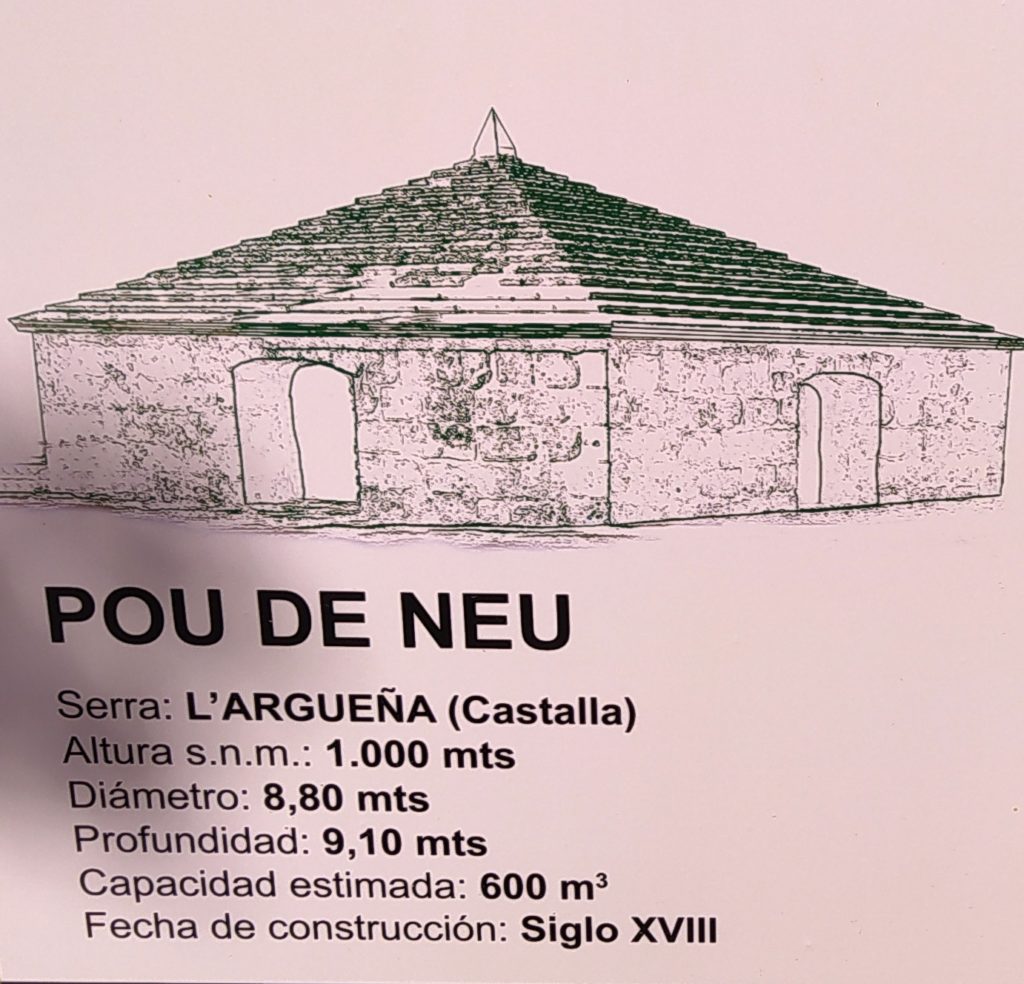 POU DE NEU
Serra: L'ARGUEÑA (Castalla)
Altura s.n.m.: 1.000 mts
Diámetro: 8,80 mts
Profundidad: 9,10 mts
Capacidad estimada: 600 m³
Fecha de construcción: Siglo XVIII